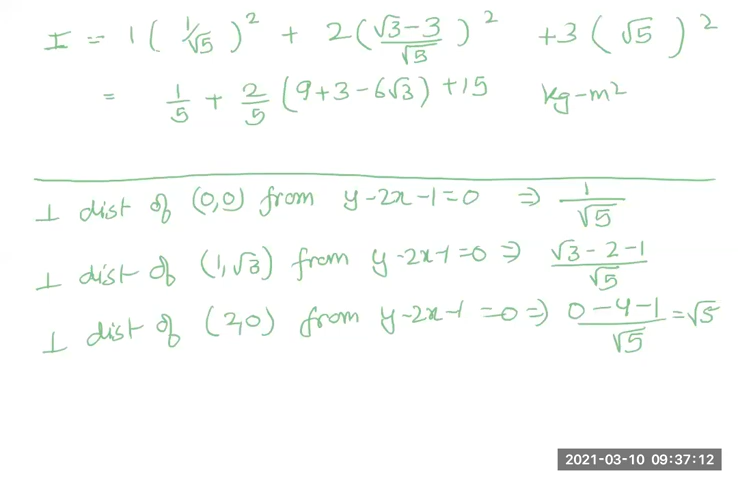 I = 1(1/√5)² + 2((√3-3)/√5)² + 3(√5)²
= 1/5 + 2/5 (9+3-6√3) +15 kg-m²
⊥ dist of (0,0) from y-2x-1=0 ⇒ 1/√5
⊥ dist of (1,√3) from y-2x-1=0 ⇒ (√3-2-1)/√5
⊥ dist of (2,0) from y-2x-1=0 ⇒ (0-4-1)/√5 = √5
2021-03-10 09:37:12